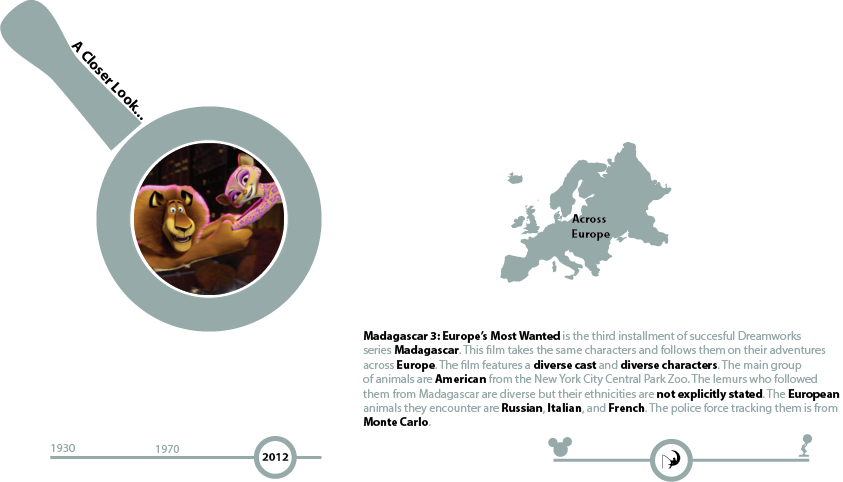 A Closer Look...
Across
Europe
Madagascar 3: Europe's Most Wanted is the third installment of succesful Dreamworks
series Madagascar. This film takes the same characters and follows them on their adventures
across Europe. The film features a diverse cast and diverse characters. The main group
of animals are American from the New York City Central Park Zoo. The lemurs who followed
them from Madagascar are diverse but their ethnicities are not explicitly stated. The European
animals they encounter are Russian, Italian, and French. The police force tracking them is from
Monte Carlo.
1930
1970
2012